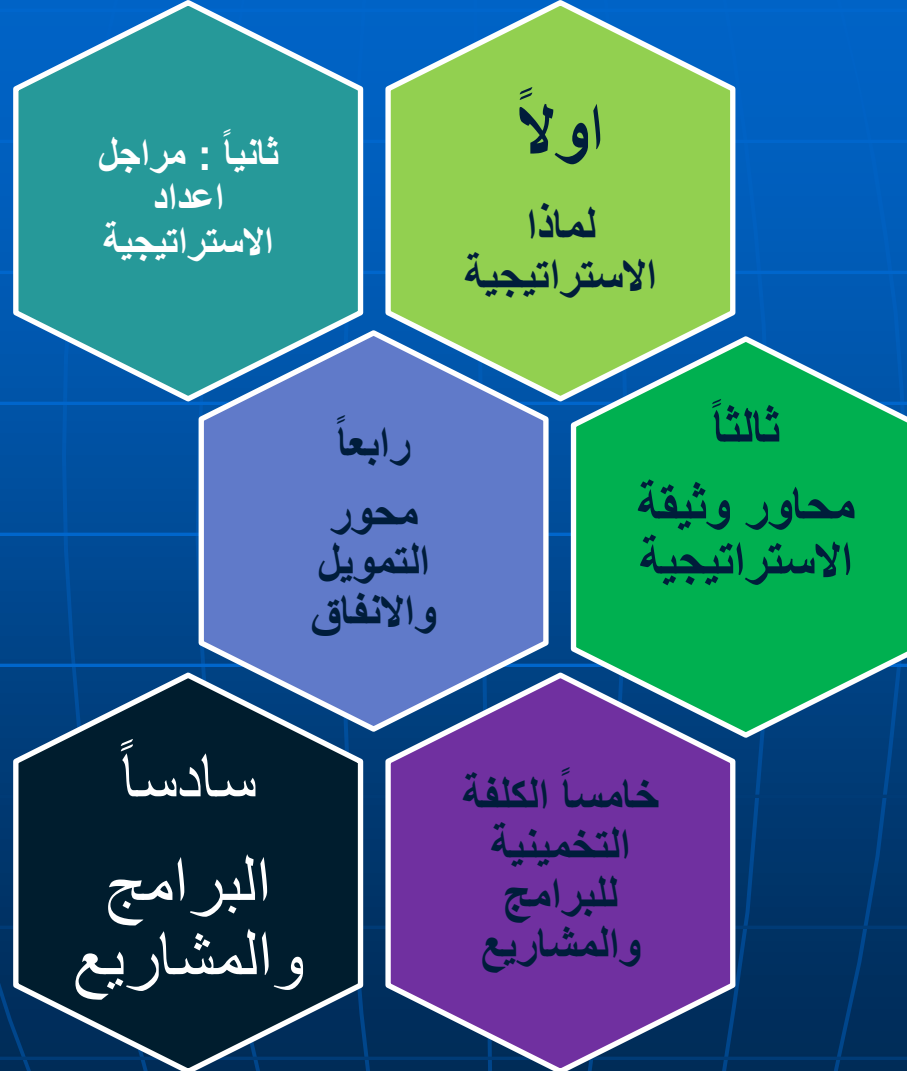 اولاً
لماذا
الاستراتيجية
ثانياً : مراجل
اعداد
الاستراتيجية
ثالثاً
محاور وثيقة
الاستراتيجية
رابعاً
محور
التمويل
والانفاق
خامساً الكلفة
التخمينية
للبرامج
والمشاريع
سادساً
البرامج
والمشاريع